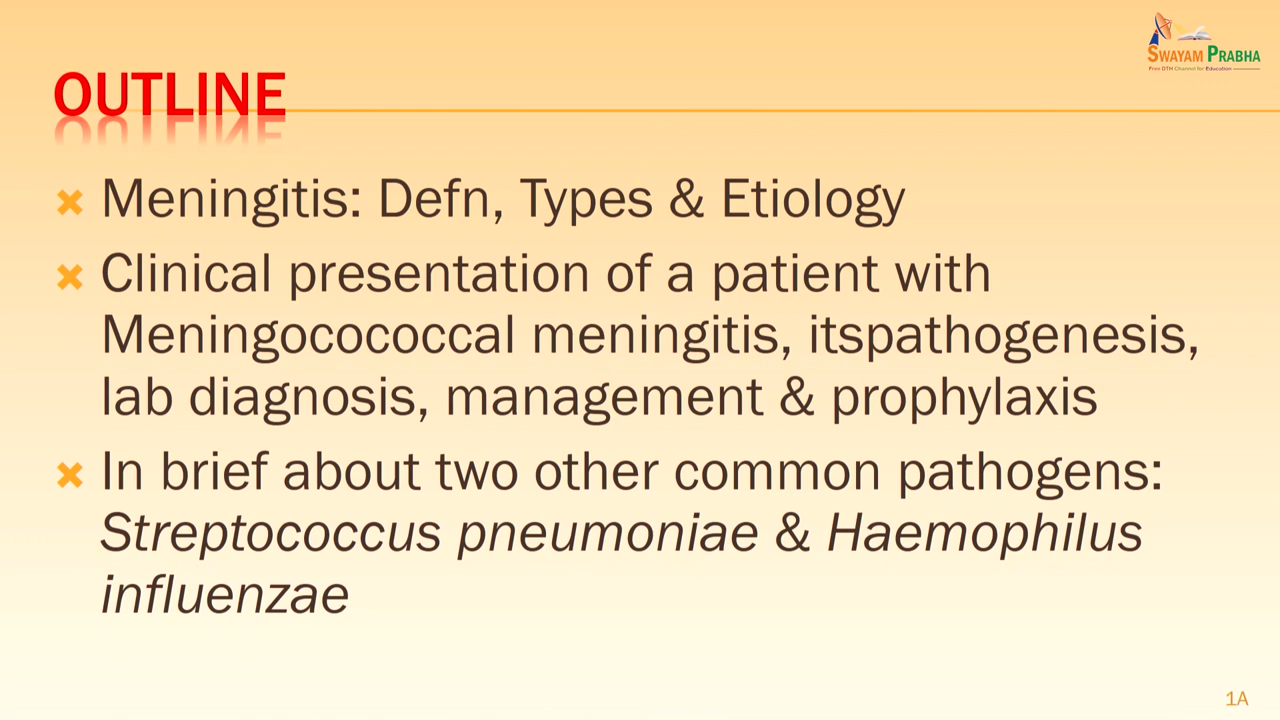 SWAYAM PRABHA
Free DTH Channel for Education
OUTLINE
Meningitis: Defn, Types & Etiology
Clinical presentation of a patient with
Meningocococcal meningitis, itspathogenesis,
lab diagnosis, management & prophylaxis
In brief about two other common pathogens:
Streptococcus pneumoniae & Haemophilus
influenzae
1A